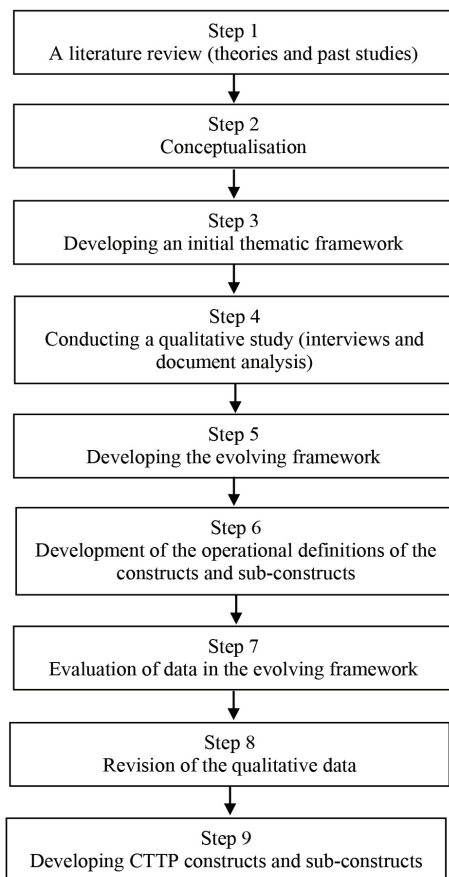 Step 1
A literature review (theories and past studies)
Step 2
Conceptualisation
Step 3
Developing an initial thematic framework
Step 4
Conducting a qualitative study (interviews and
document analysis)
Step 5
Developing the evolving framework
Step 6
Development of the operational definitions of the
constructs and sub-constructs
Step 7
Evaluation of data in the evolving framework
Step 8
Revision of the qualitative data
Step 9
Developing CTTP constructs and sub-constructs